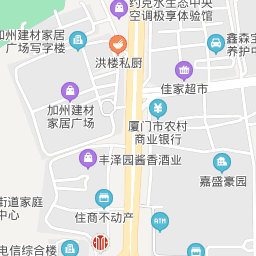 约克水生态中央
空调极享体验馆
加州建材家居
广场写字楼
洪楼私厨
鑫森宝
养护中
佳家超市
加州建材
家居广场
厦门市农村
商业银行
丰泽园酱香酒业
嘉盛豪园
街道家庭
中心
住商不动产
ATM
电信综合楼